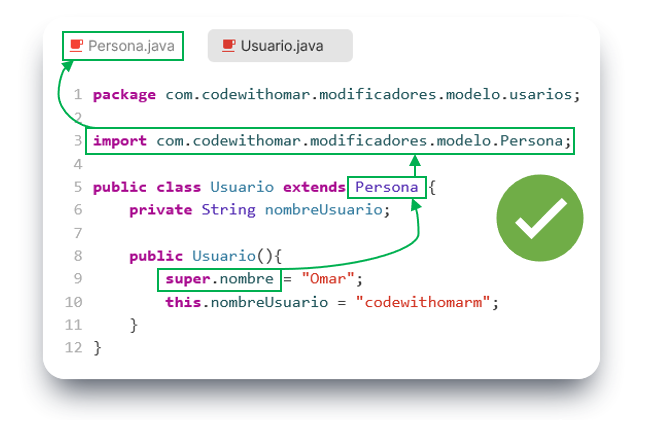 Persona.java Usuario.java
1 package com.codewithomar.modificadores.modelo.usarios;
2
3 import com.codewithomar.modificadores.modelo.Persona;
4
5 public class Usuario extends Persona {
6 private String nombreUsuario;
7
8 public Usuario(){
9 super.nombre = "Omar";
10 this.nombreUsuario = "codewithomarm";
11 }
12 }